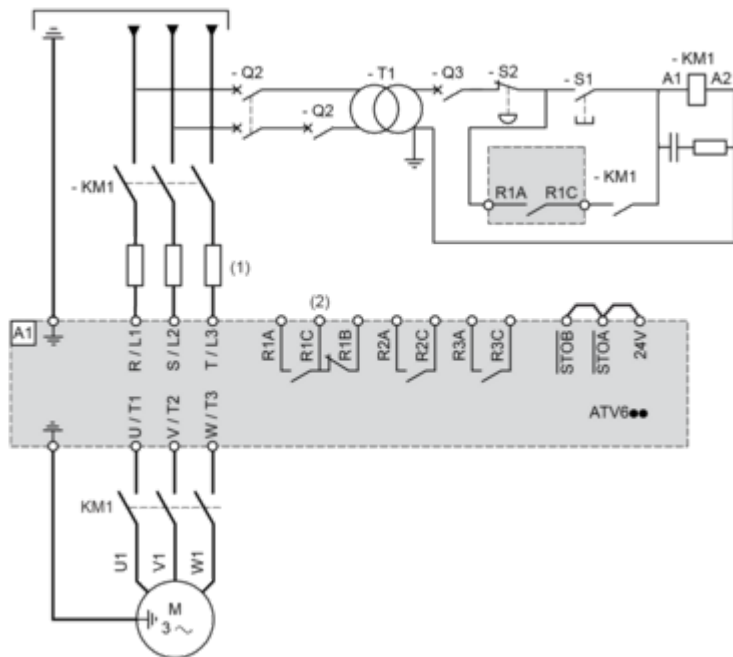 - Q2
- T1
- Q3
- S2
- S1
- KM1
A1
A2
- Q2
- KM1
R1A
R1C
- KM1
(1)
(2)
A1
R / L1
S / L2
T / L3
R1A
R1C
R1B
R2A
R2C
R3A
R3C
STOB
STOA
24V
U / T1
V / T2
W / T3
ATV6●●
KM1
U1
V1
W1
M
3 ~